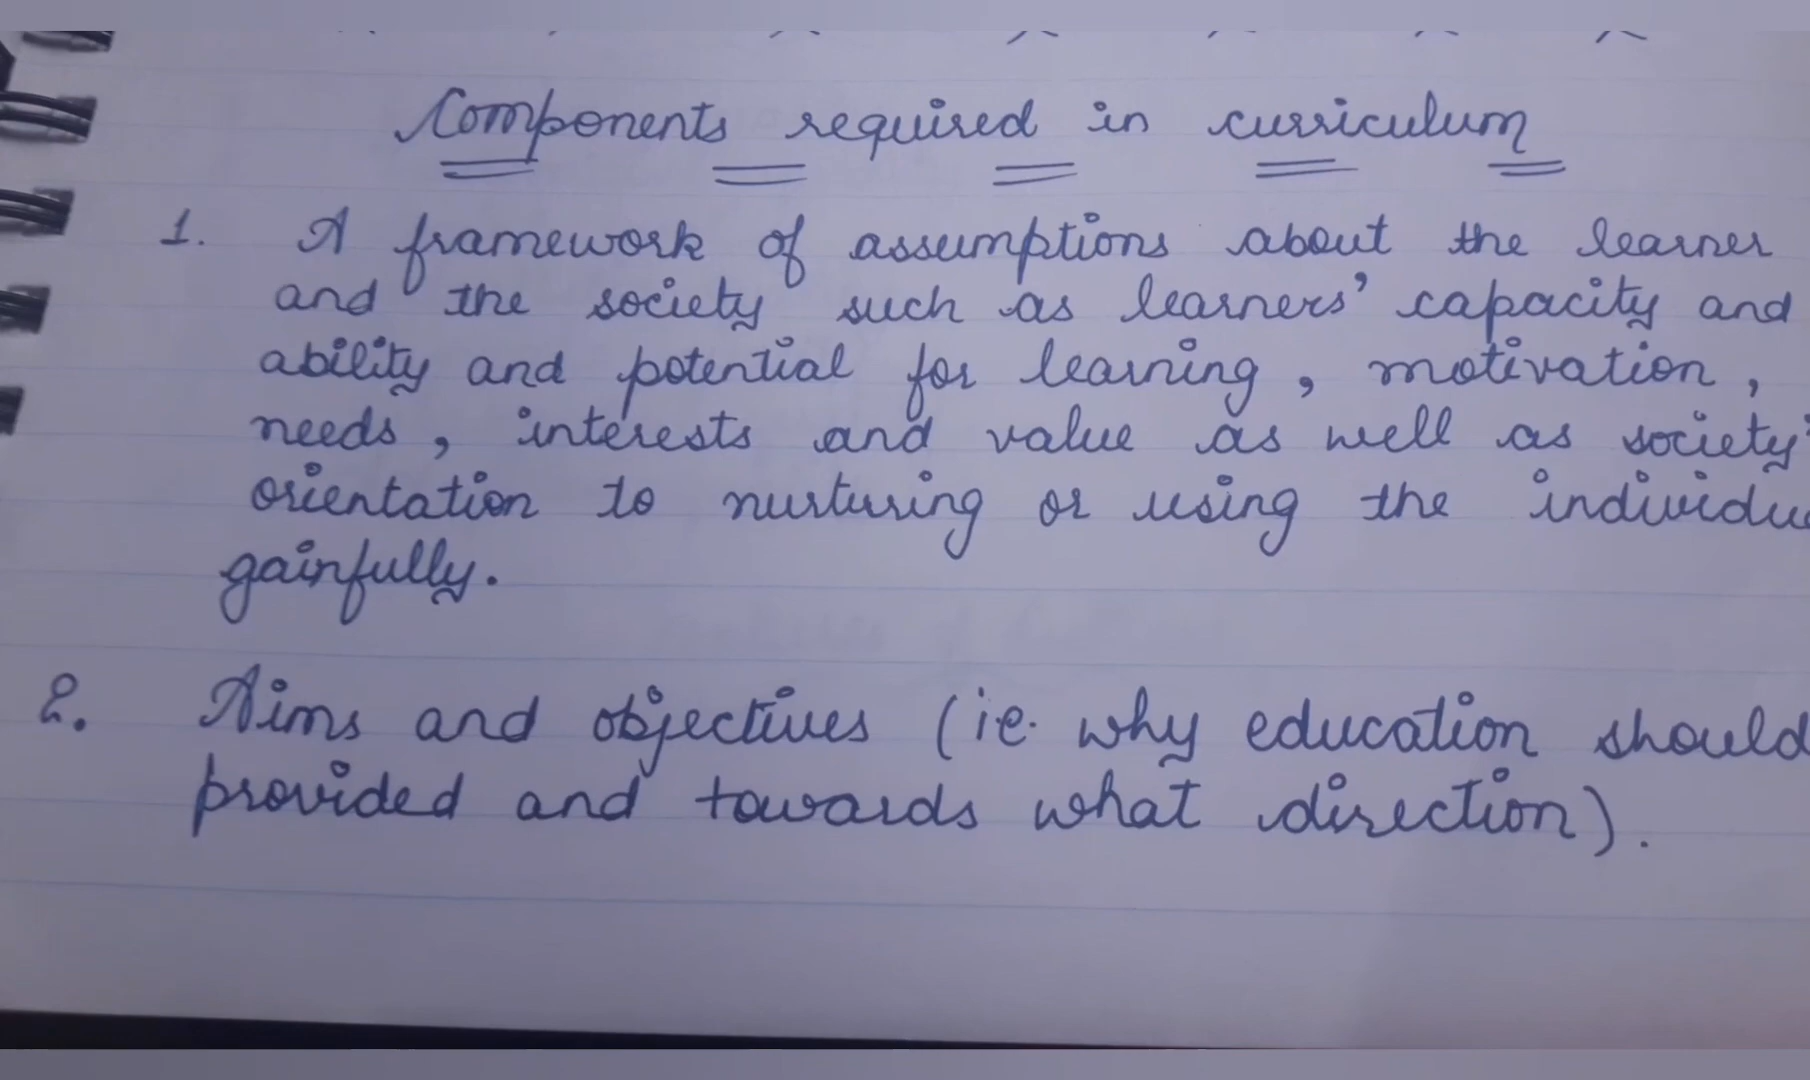 Components required in curriculum
1. A framework of assumptions about the learner
and the society such as learners' capacity and
ability and potential for learning, motivation,
needs, interests and value as well as society'
orientation to nurturing or using the individu
gainfully.
2. Aims and objectives (ie. why education should
provided and towards what direction).